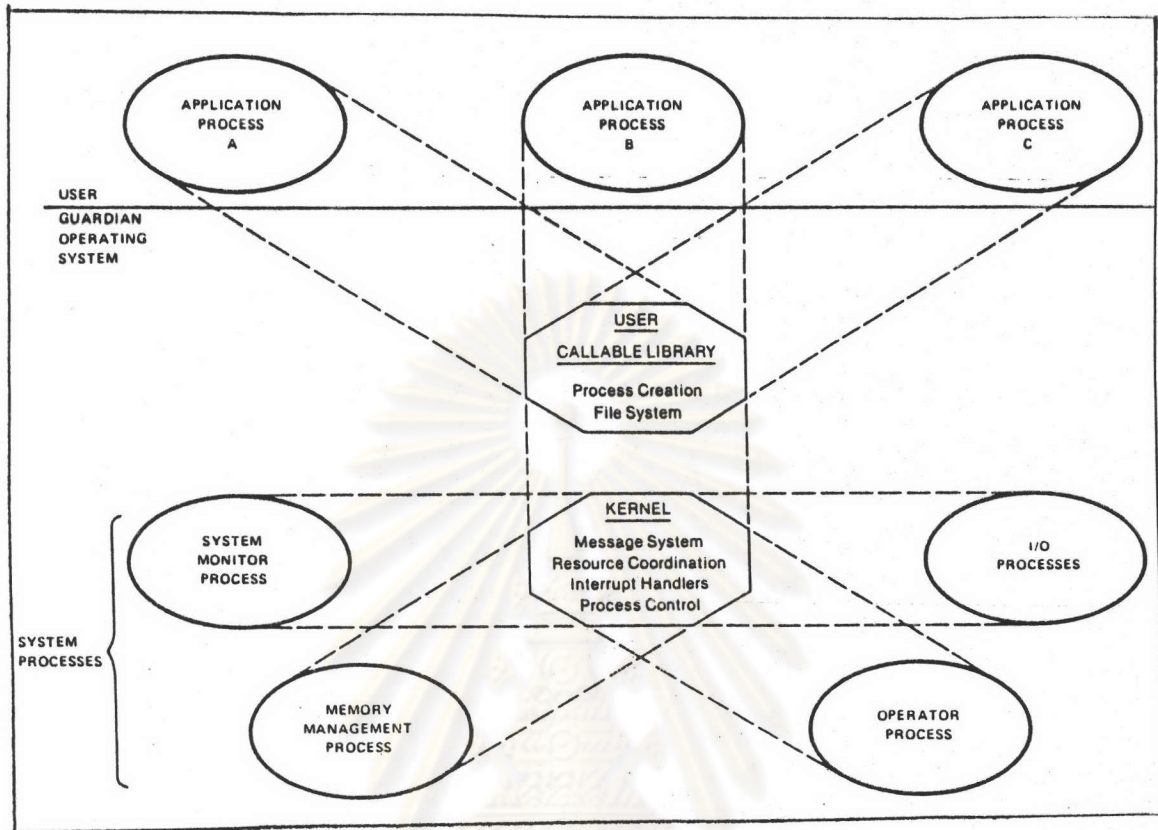 APPLICATION
PROCESS
A
APPLICATION
PROCESS
B
APPLICATION
PROCESS
C
USER
GUARDIAN
OPERATING
SYSTEM
USER
CALLABLE LIBRARY
Process Creation
File System
SYSTEM
MONITOR
PROCESS
KERNEL
Message System
Resource Coordination
Interrupt Handlers
Process Control
I/O
PROCESSES
SYSTEM
PROCESSES
MEMORY
MANAGEMENT
PROCESS
OPERATOR
PROCESS